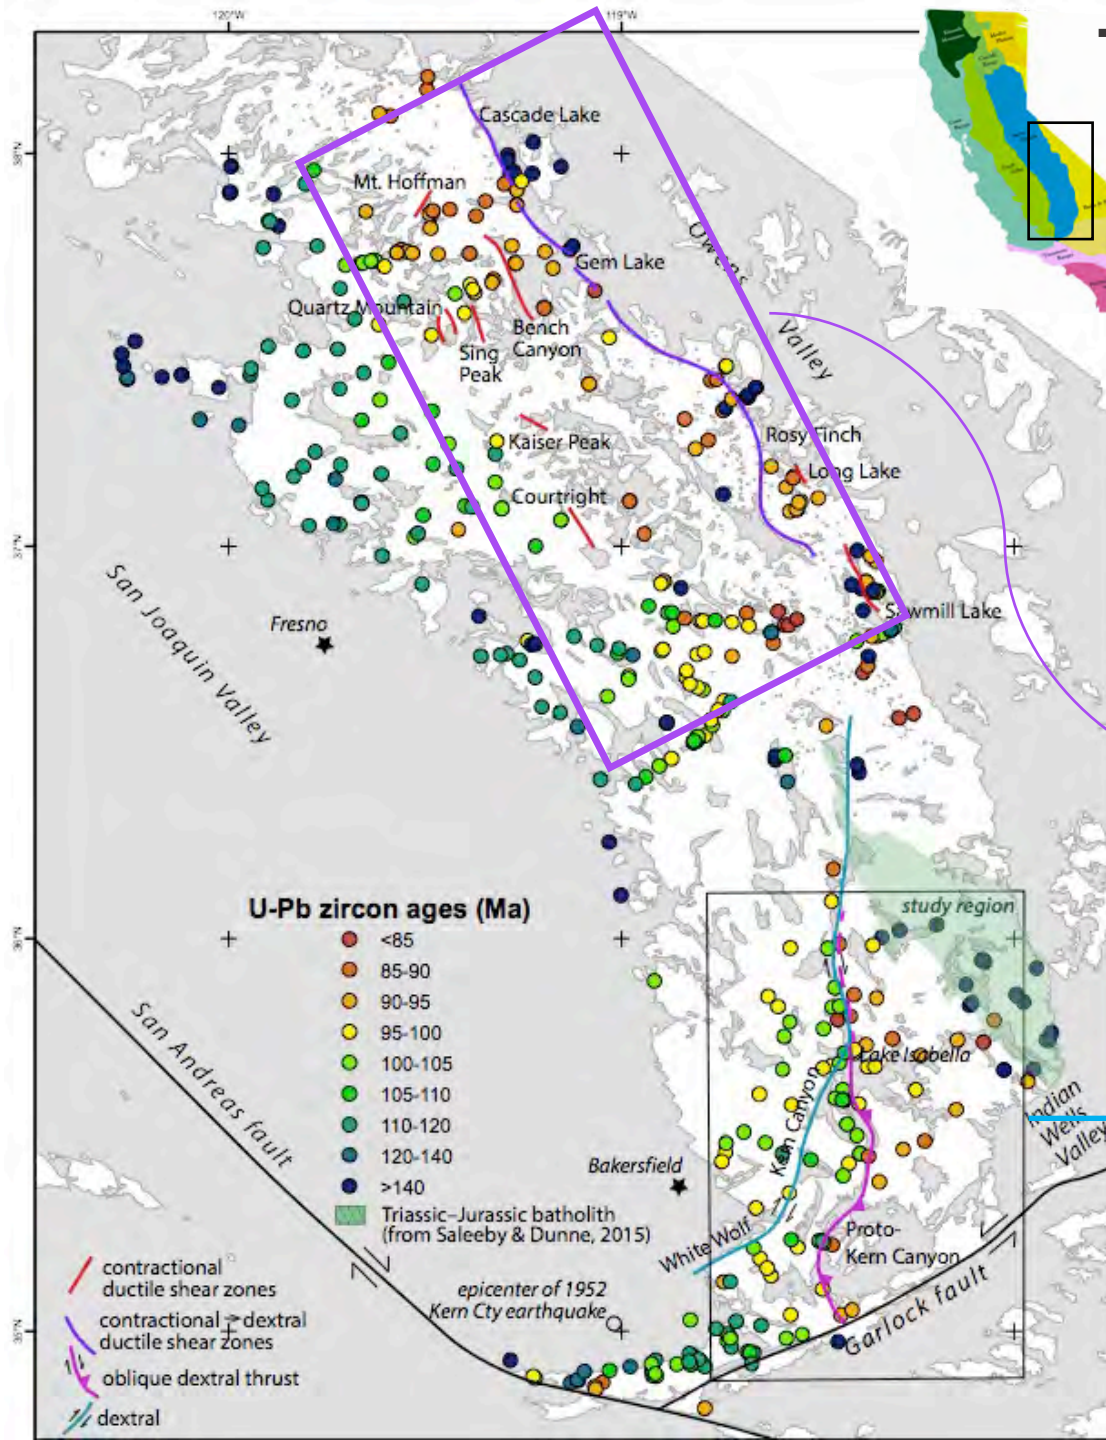 120°W
119°W
38°N
37°N
36°N
35°N
Cascade Lake
Mt. Hoffman
Owens
Valley
Gem Lake
Quartz Mountain
Bench
Canyon
Sing
Peak
Rosy Finch
Kaiser Peak
Long Lake
Courtright
San Joaquin Valley
Fresno
Sawmill Lake
U-Pb zircon ages (Ma)
<85
85-90
90-95
95-100
100-105
105-110
110-120
120-140
>140
Triassic–Jurassic batholith
(from Saleeby & Dunne, 2015)
study region
San Andreas fault
Lake Isabella
Kern Canyon
Indian
Wells
Valley
Bakersfield
White Wolf
Proto-
Kern Canyon
Garlock fault
epicenter of 1952
Kern Cty earthquake
contractional
ductile shear zones
contractional → dextral
ductile shear zones
oblique dextral thrust
dextral